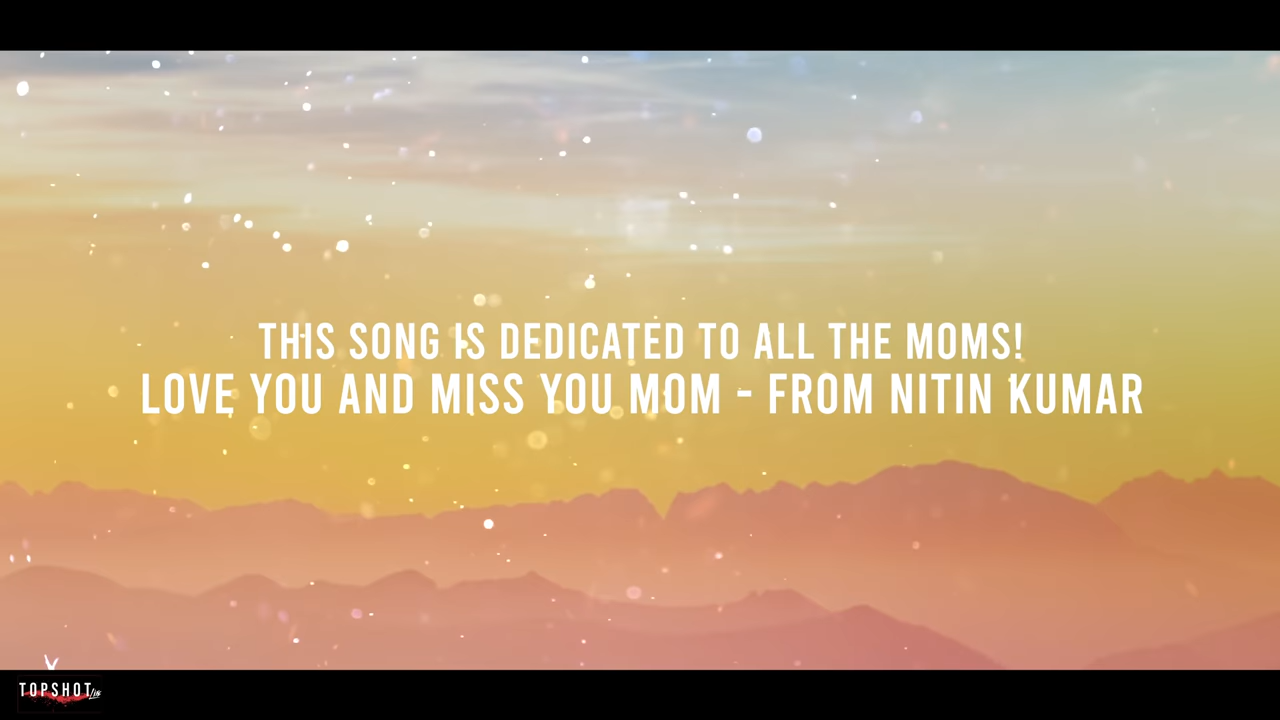 THIS SONG IS DEDICATED TO ALL THE MOMS!
LOVE YOU AND MISS YOU MOM - FROM NITIN KUMAR
TOPSHOT